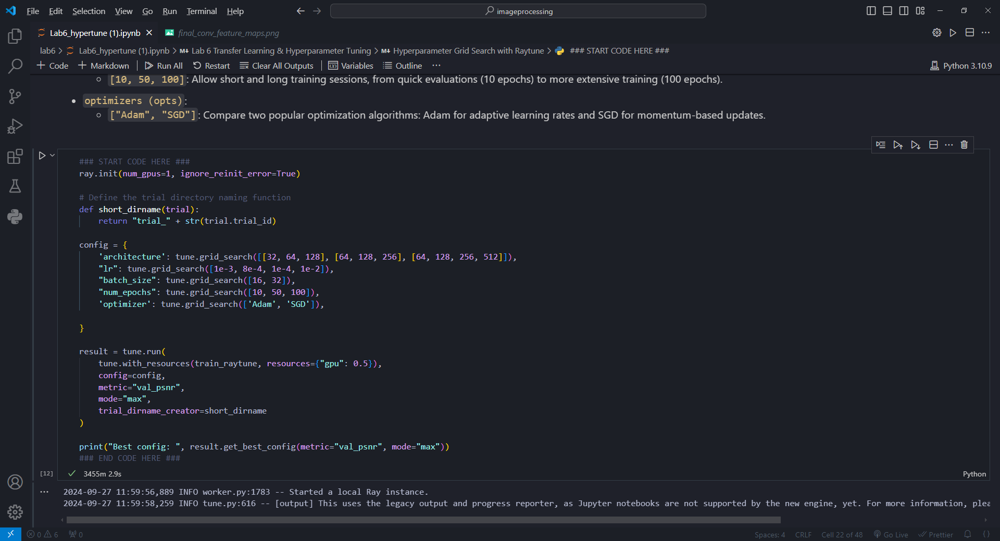 File Edit Selection View Go Run Terminal Help
imageprocessing
Lab6_hypertune (1).ipynb
final_conv_feature_maps.png
lab6 > Lab6_hypertune (1).ipynb > M↓ Lab 6 Transfer Learning & Hyperparameter Tuning > M↓ Hyperparameter Grid Search with Raytune > ### START CODE HERE ###
+ Code + Markdown Run All Restart Clear All Outputs Variables Outline ...
Python 3.10.9
[10, 50, 100]: Allow short and long training sessions, from quick evaluations (10 epochs) to more extensive training (100 epochs).
optimizers (opts):
["Adam", "SGD"]: Compare two popular optimization algorithms: Adam for adaptive learning rates and SGD for momentum-based updates.
### START CODE HERE ###
ray.init(num_gpus=1, ignore_reinit_error=True)
# Define the trial directory naming function
def short_dirname(trial):
    return "trial_" + str(trial.trial_id)
config = {
    'architecture': tune.grid_search([[32, 64, 128], [64, 128, 256], [64, 128, 256, 512]]),
    "lr": tune.grid_search([1e-3, 8e-4, 1e-4, 1e-2]),
    "batch_size": tune.grid_search([16, 32]),
    "num_epochs": tune.grid_search([10, 50, 100]),
    'optimizer': tune.grid_search(['Adam', 'SGD']),
}
result = tune.run(
    tune.with_resources(train_raytune, resources={"gpu": 0.5}),
    config=config,
    metric="val_psnr",
    mode="max",
    trial_dirname_creator=short_dirname
)
print("Best config: ", result.get_best_config(metric="val_psnr", mode="max"))
### END CODE HERE ###
[12]
3455m 2.9s
Python
...
2024-09-27 11:59:56,889 INFO worker.py:1783 -- Started a local Ray instance.
2024-09-27 11:59:58,259 INFO tune.py:616 -- [output] This uses the legacy output and progress reporter, as Jupyter notebooks are not supported by the new engine, yet. For more information, plea
0 6 0
Spaces: 4 CRLF Cell 22 of 48 Go Live Prettier { }